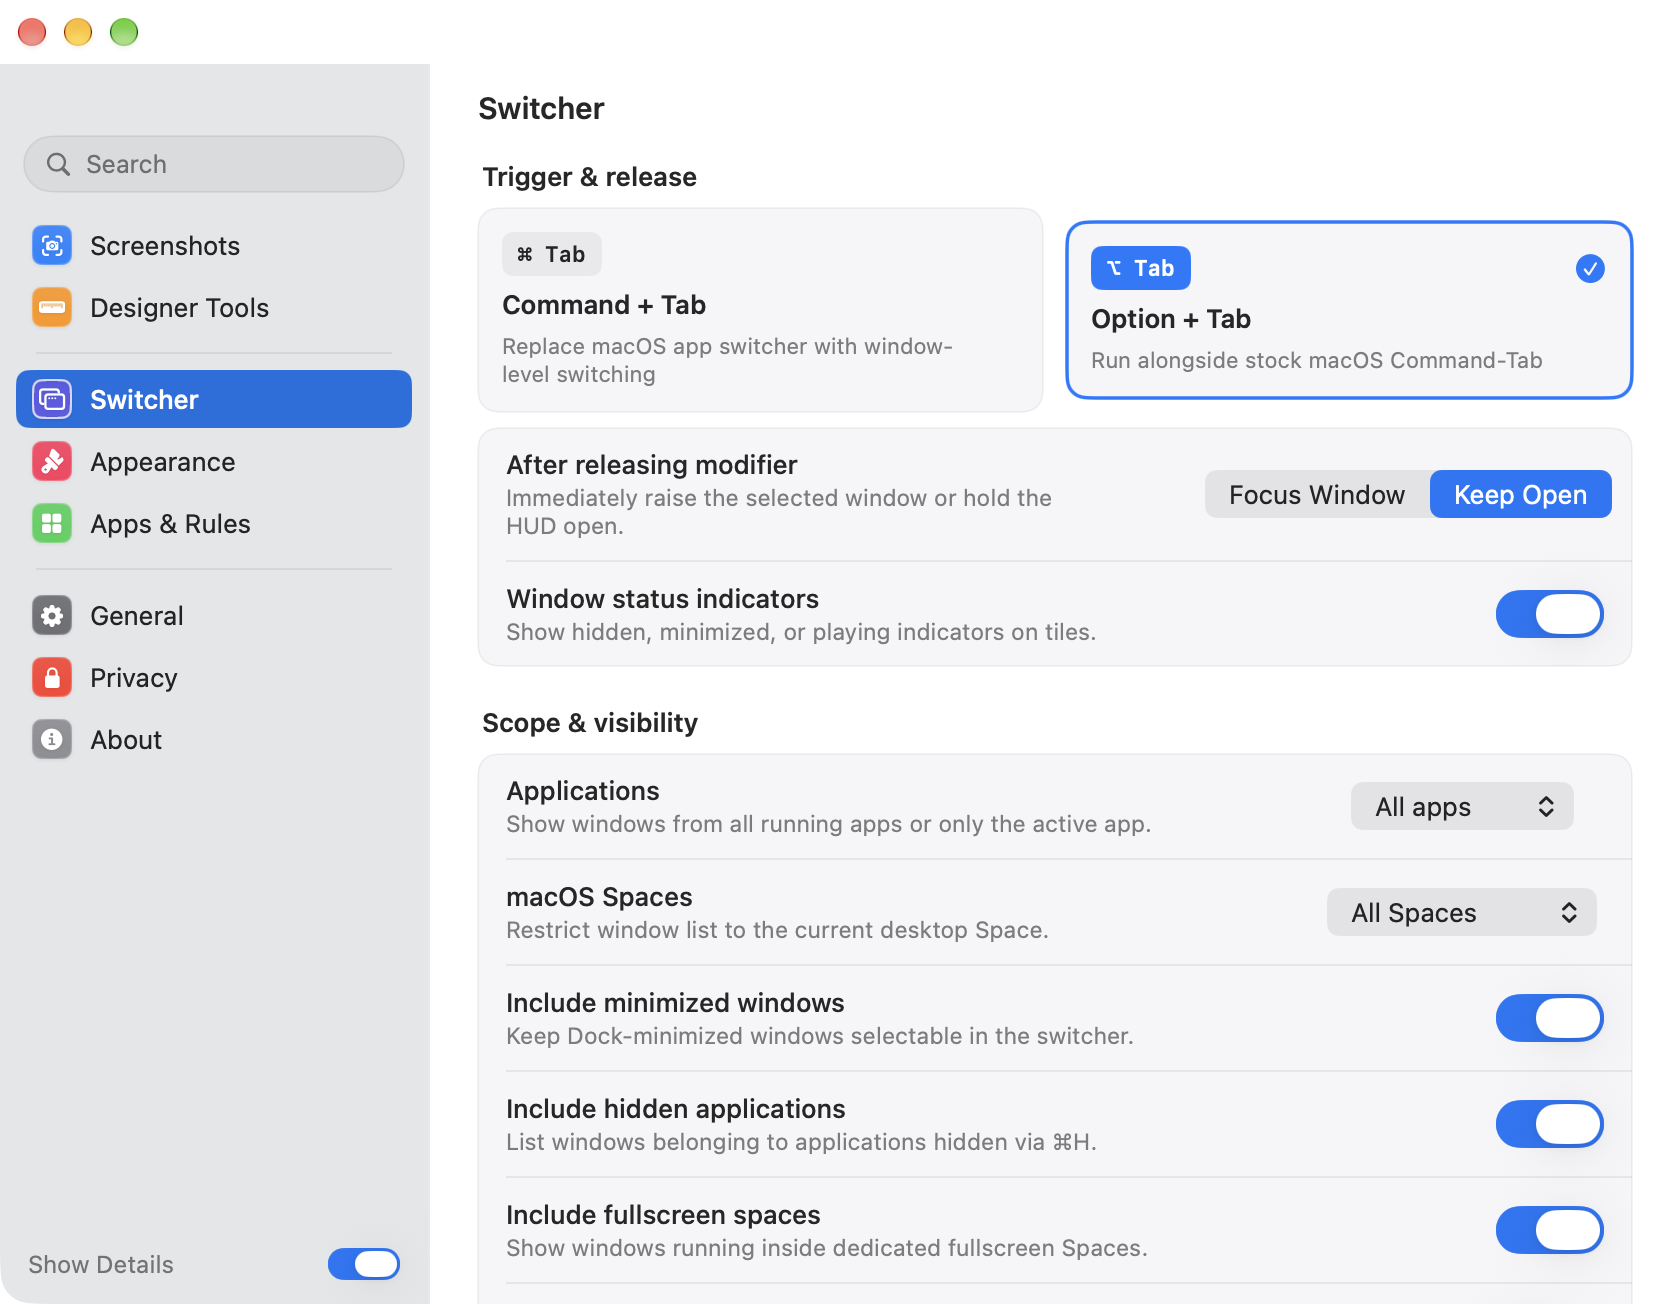 Search
Screenshots
Designer Tools
Switcher
Appearance
Apps & Rules
General
Privacy
About
Show Details
Switcher
Trigger & release
⌘ Tab
Command + Tab
Replace macOS app switcher with window-
level switching
⌥ Tab
Option + Tab
Run alongside stock macOS Command-Tab
After releasing modifier
Immediately raise the selected window or hold the
HUD open.
Focus Window
Keep Open
Window status indicators
Show hidden, minimized, or playing indicators on tiles.
Scope & visibility
Applications
Show windows from all running apps or only the active app.
All apps
macOS Spaces
Restrict window list to the current desktop Space.
All Spaces
Include minimized windows
Keep Dock-minimized windows selectable in the switcher.
Include hidden applications
List windows belonging to applications hidden via ⌘H.
Include fullscreen spaces
Show windows running inside dedicated fullscreen Spaces.